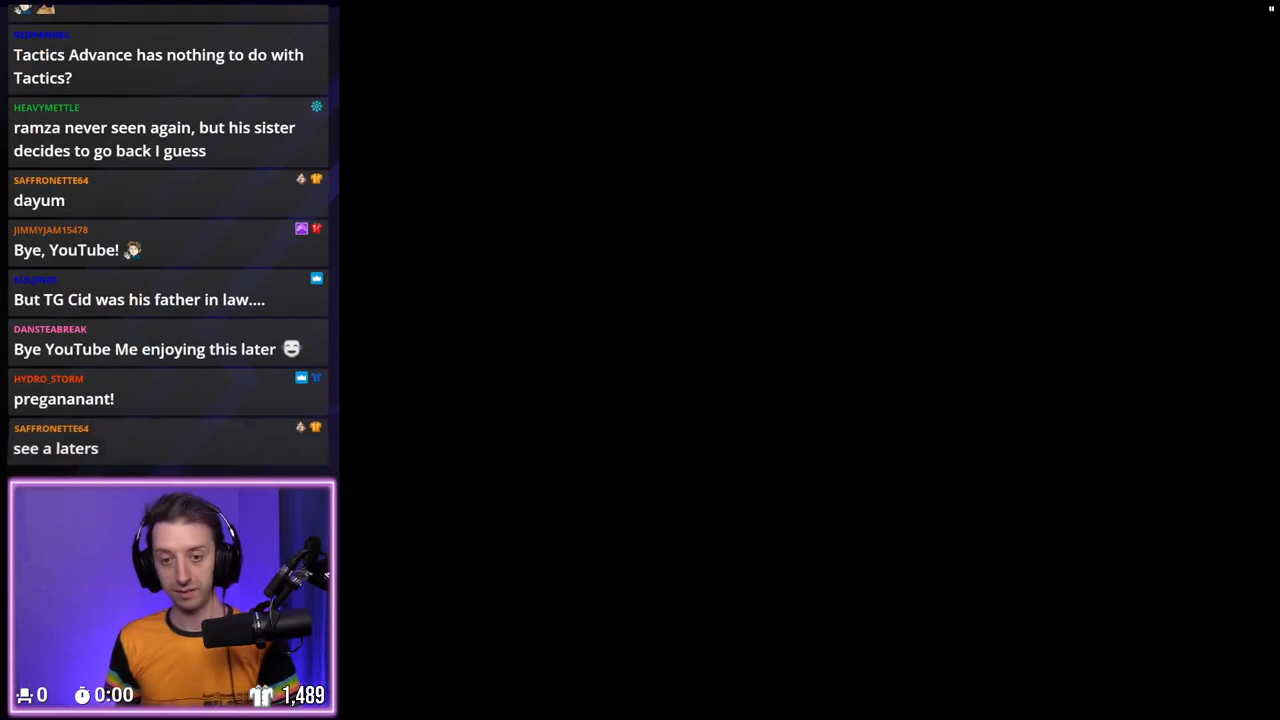 Tactics Advance has nothing to do with
Tactics?
HEAVYMETTLE
ramza never seen again, but his sister
decides to go back I guess
SAFFRONETTE64
dayum
JIMMYJAM15478
Bye, YouTube!
But TG Cid was his father in law....
DANSTEABREAK
Bye YouTube Me enjoying this later
HYDRO_STORM
pregananant!
SAFFRONETTE64
see a laters
0 0:00 1,489